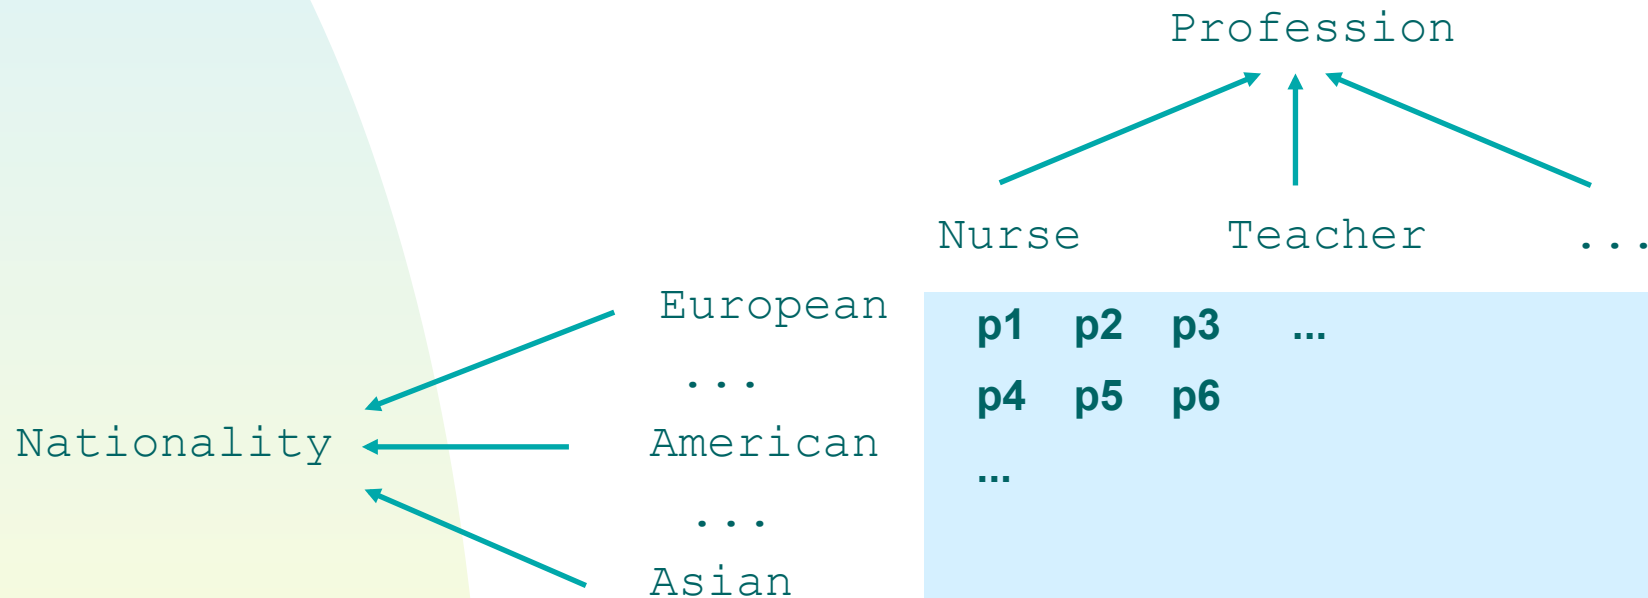 Profession
Nurse Teacher ...
European
p1 p2 p3 ...
...
p4 p5 p6
Nationality
American
...
...
Asian